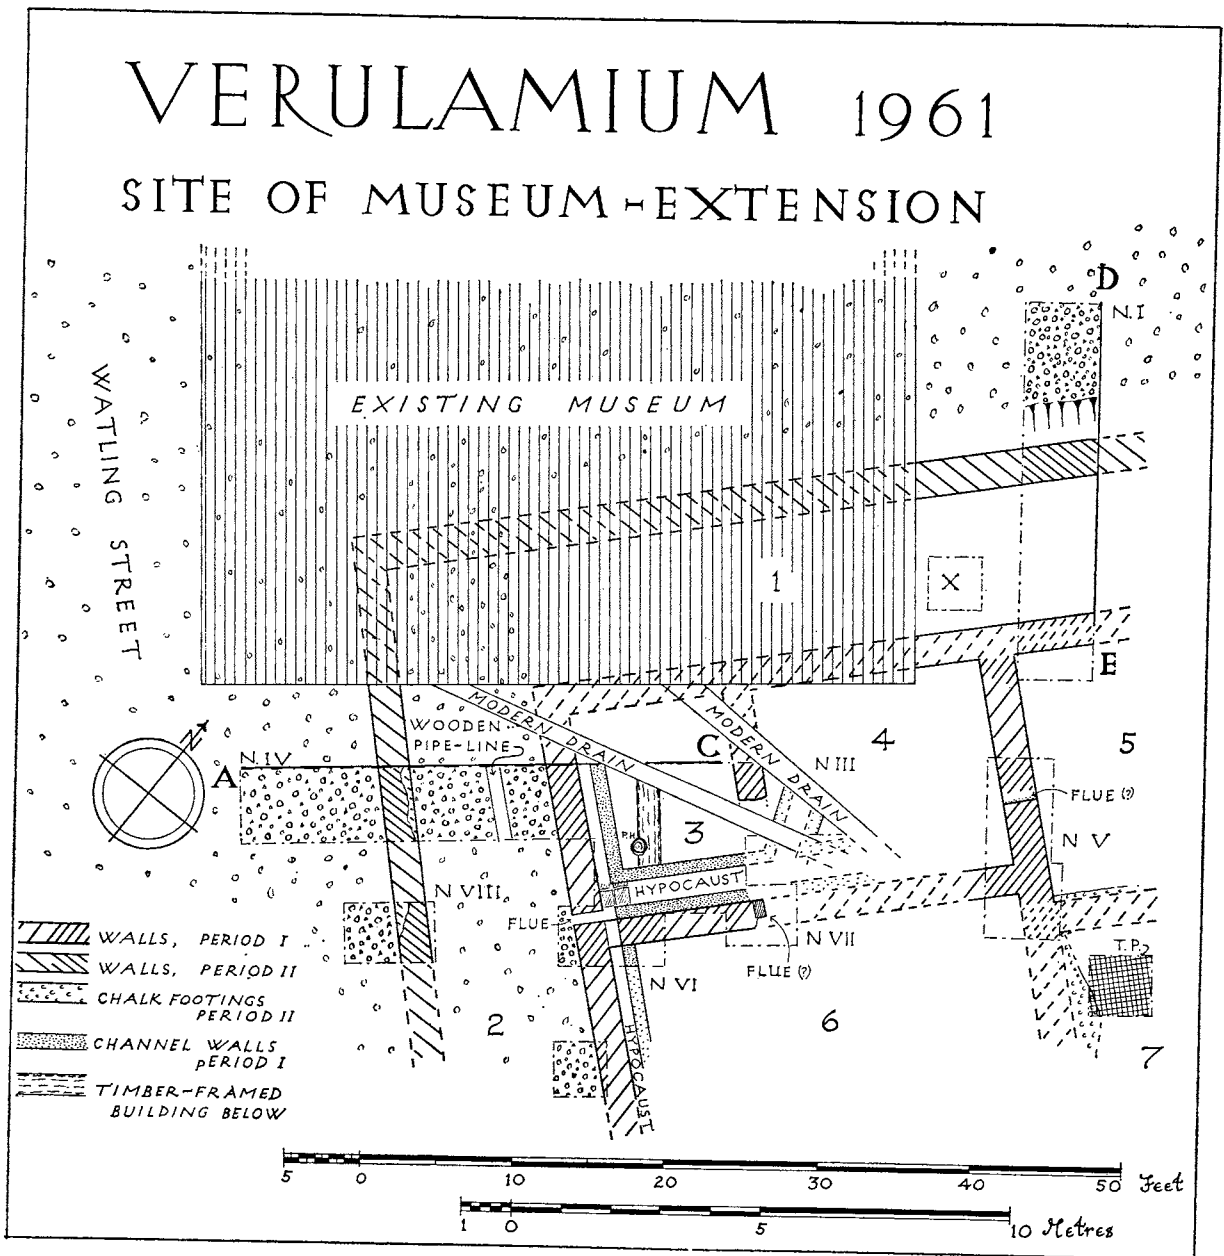 VERULAMIUM 1961
SITE OF MUSEUM-EXTENSION
D
N.I
WATLING STREET
EXISTING MUSEUM
1
X
E
N
MODERN DRAIN
WOODEN
PIPE-LINE
C
MODERN DRAIN
4
5
A
N.IV
N III
FLUE (?)
P.H.
3
N V
HYPOCAUST
N VIII
FLUE
N VII
FLUE (?)
T.P.
N VI
2
6
7
HYPOCAUST
WALLS, PERIOD I
WALLS, PERIOD II
CHALK FOOTINGS
PERIOD II
CHANNEL WALLS
PERIOD I
TIMBER-FRAMED
BUILDING BELOW
5 0 10 20 30 40 50 Feet
1 0 5 10 Metres